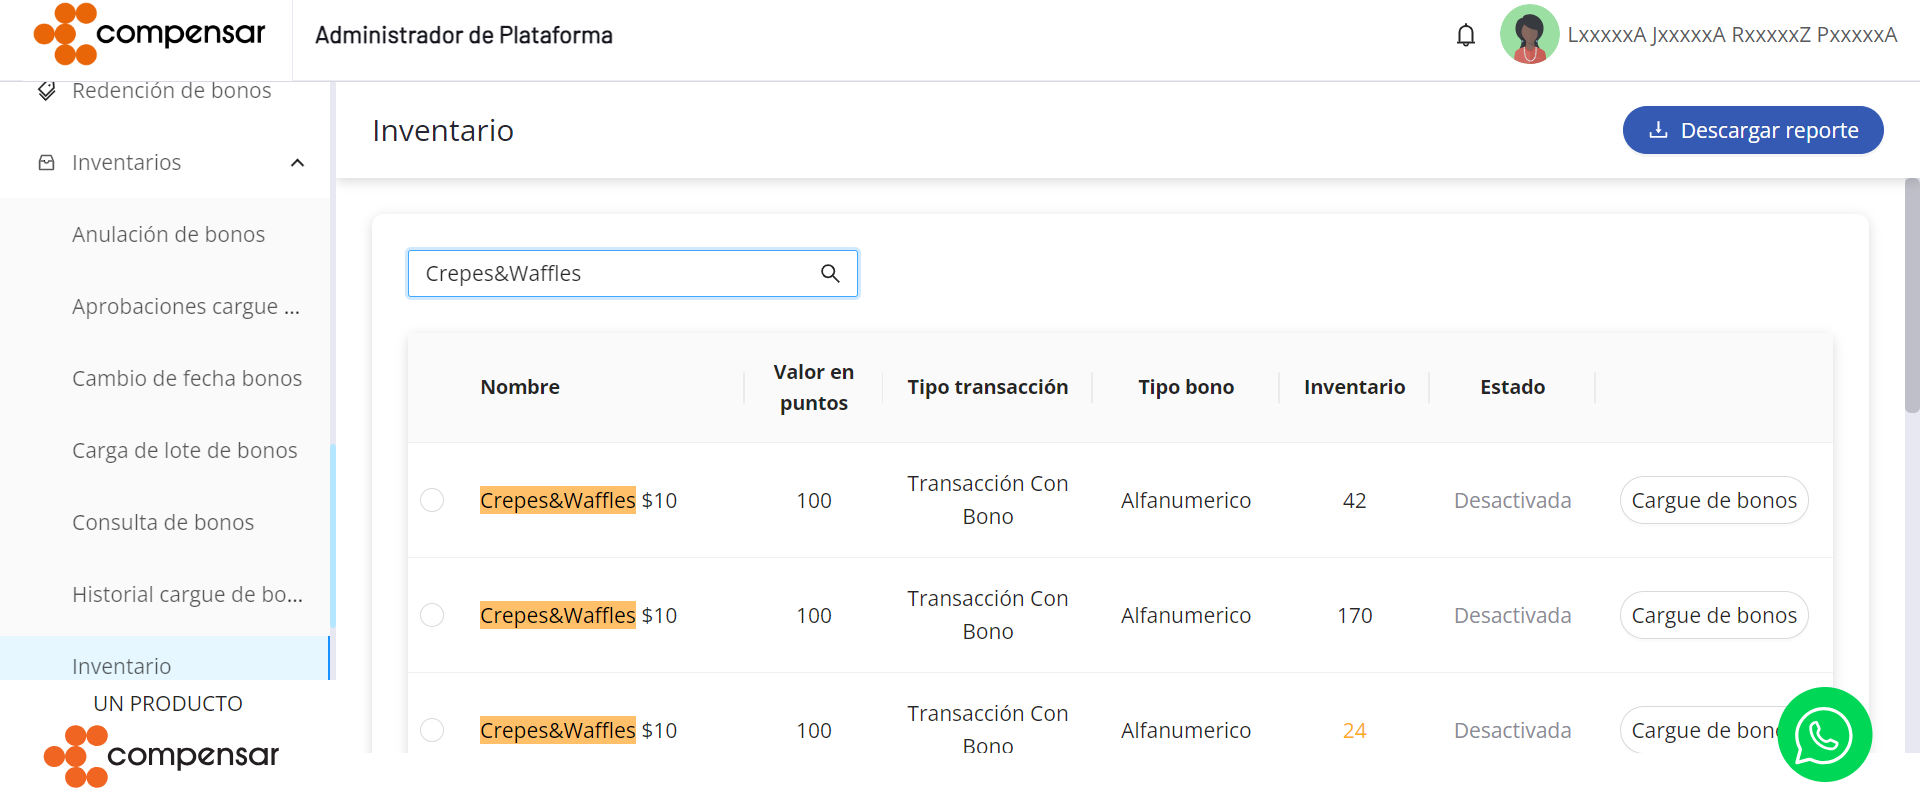 compensar
Administrador de Plataforma
LxxxxxA JxxxxxA RxxxxxZ PxxxxxA
Redención de bonos
Inventarios
Anulación de bonos
Aprobaciones cargue ...
Cambio de fecha bonos
Carga de lote de bonos
Consulta de bonos
Historial cargue de bo...
Inventario
UN PRODUCTO
compensar
Inventario
Descargar reporte
Crepes&Waffles
Nombre
Valor en
puntos
Tipo transacción
Tipo bono
Inventario
Estado
Crepes&Waffles $10
100
Transacción Con
Bono
Alfanumerico
42
Desactivada
Cargue de bonos
Crepes&Waffles $10
100
Transacción Con
Bono
Alfanumerico
170
Desactivada
Cargue de bonos
Crepes&Waffles $10
100
Transacción Con
Bono
Alfanumerico
24
Desactivada
Cargue de bon